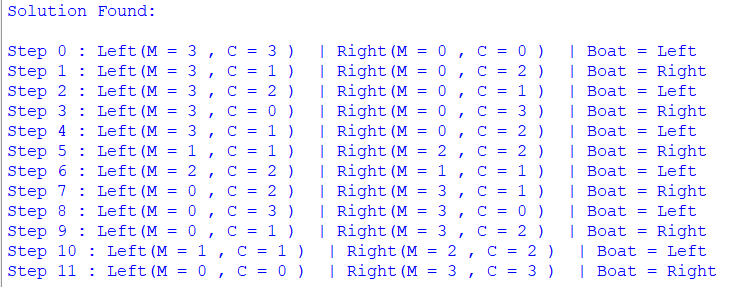 Solution Found:
Step 0 : Left(M = 3 , C = 3 ) | Right(M = 0 , C = 0 ) | Boat = Left
Step 1 : Left(M = 3 , C = 1 ) | Right(M = 0 , C = 2 ) | Boat = Right
Step 2 : Left(M = 3 , C = 2 ) | Right(M = 0 , C = 1 ) | Boat = Left
Step 3 : Left(M = 3 , C = 0 ) | Right(M = 0 , C = 3 ) | Boat = Right
Step 4 : Left(M = 3 , C = 1 ) | Right(M = 0 , C = 2 ) | Boat = Left
Step 5 : Left(M = 1 , C = 1 ) | Right(M = 2 , C = 2 ) | Boat = Right
Step 6 : Left(M = 2 , C = 2 ) | Right(M = 1 , C = 1 ) | Boat = Left
Step 7 : Left(M = 0 , C = 2 ) | Right(M = 3 , C = 1 ) | Boat = Right
Step 8 : Left(M = 0 , C = 3 ) | Right(M = 3 , C = 0 ) | Boat = Left
Step 9 : Left(M = 0 , C = 1 ) | Right(M = 3 , C = 2 ) | Boat = Right
Step 10 : Left(M = 1 , C = 1 ) | Right(M = 2 , C = 2 ) | Boat = Left
Step 11 : Left(M = 0 , C = 0 ) | Right(M = 3 , C = 3 ) | Boat = Right